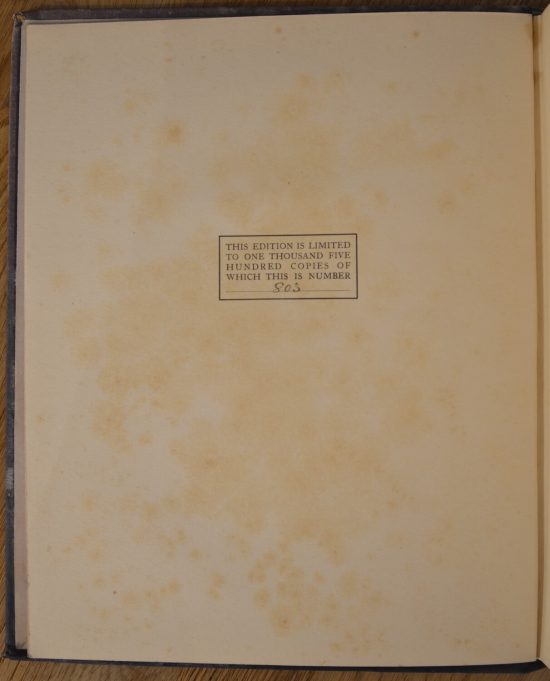 THIS EDITION IS LIMITED
TO ONE THOUSAND FIVE
HUNDRED COPIES OF
WHICH THIS IS NUMBER
803